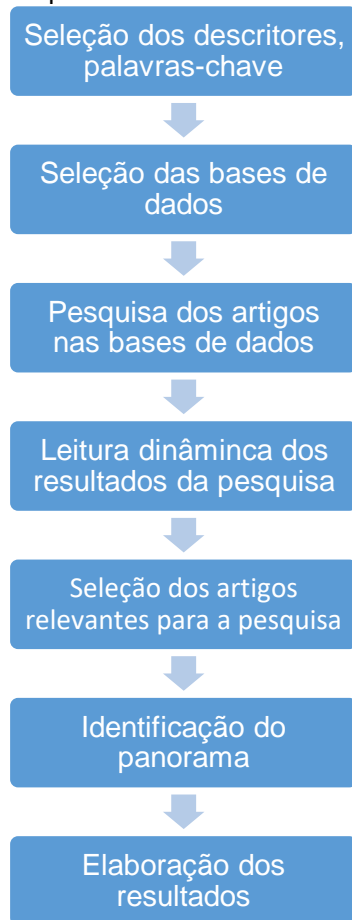 Seleção dos descritores,
palavras-chave
Seleção das bases de
dados
Pesquisa dos artigos
nas bases de dados
Leitura dinâminca dos
resultados da pesquisa
Seleção dos artigos
relevantes para a pesquisa
Identificação do
panorama
Elaboração dos
resultados